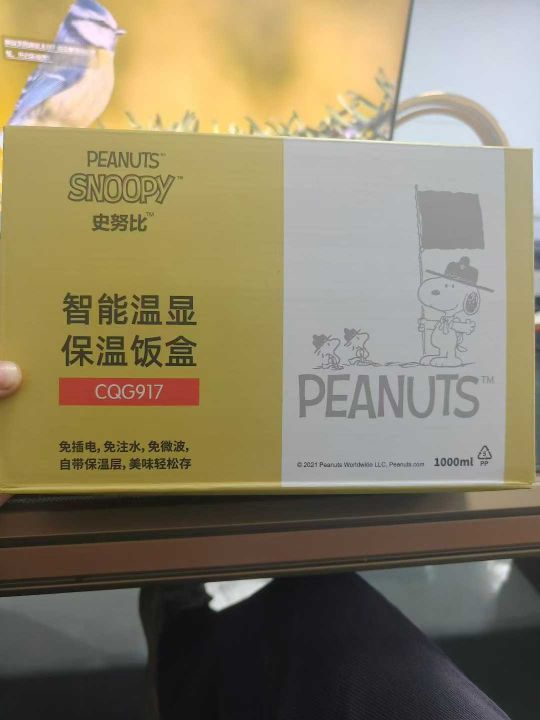 PEANUTS™
SNOOPY™
史努比™
智能温显
保温饭盒
CQG917
免插电,免注水,免微波,
自带保温层,美味轻松存
PEANUTS™
© 2021 Peanuts Worldwide LLC, Peanuts.com
1000ml
5
PP